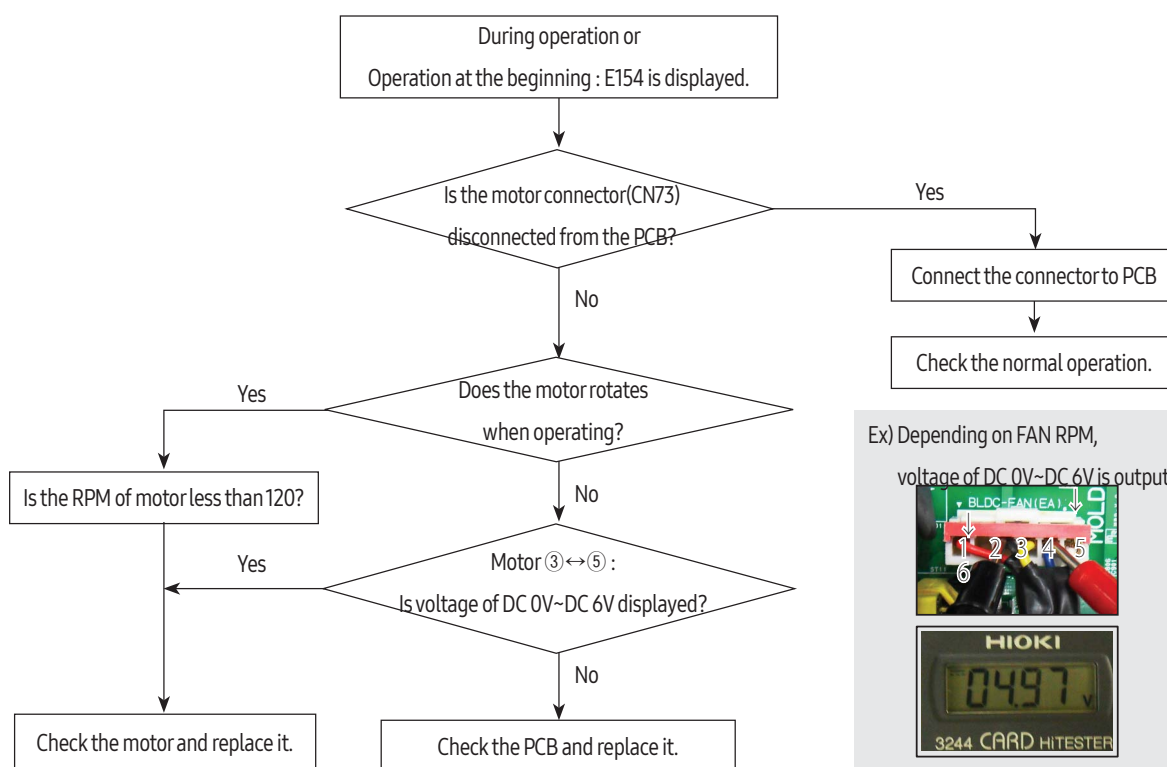 During operation or
Operation at the beginning : E154 is displayed.
Is the motor connector(CN73)
disconnected from the PCB?
Yes
Connect the connector to PCB
Check the normal operation.
No
Does the motor rotates
when operating?
Yes
Is the RPM of motor less than 120?
No
Motor ③↔⑤ :
Is voltage of DC 0V~DC 6V displayed?
Yes
No
Check the motor and replace it.
Check the PCB and replace it.
Ex) Depending on FAN RPM,
voltage of DC 0V~DC 6V is output
▼ BLDC-FAN(EA)
MOLD
1 2 3 4 5
6
HIOKI
04.97 V
3244 CARD HiTESTER